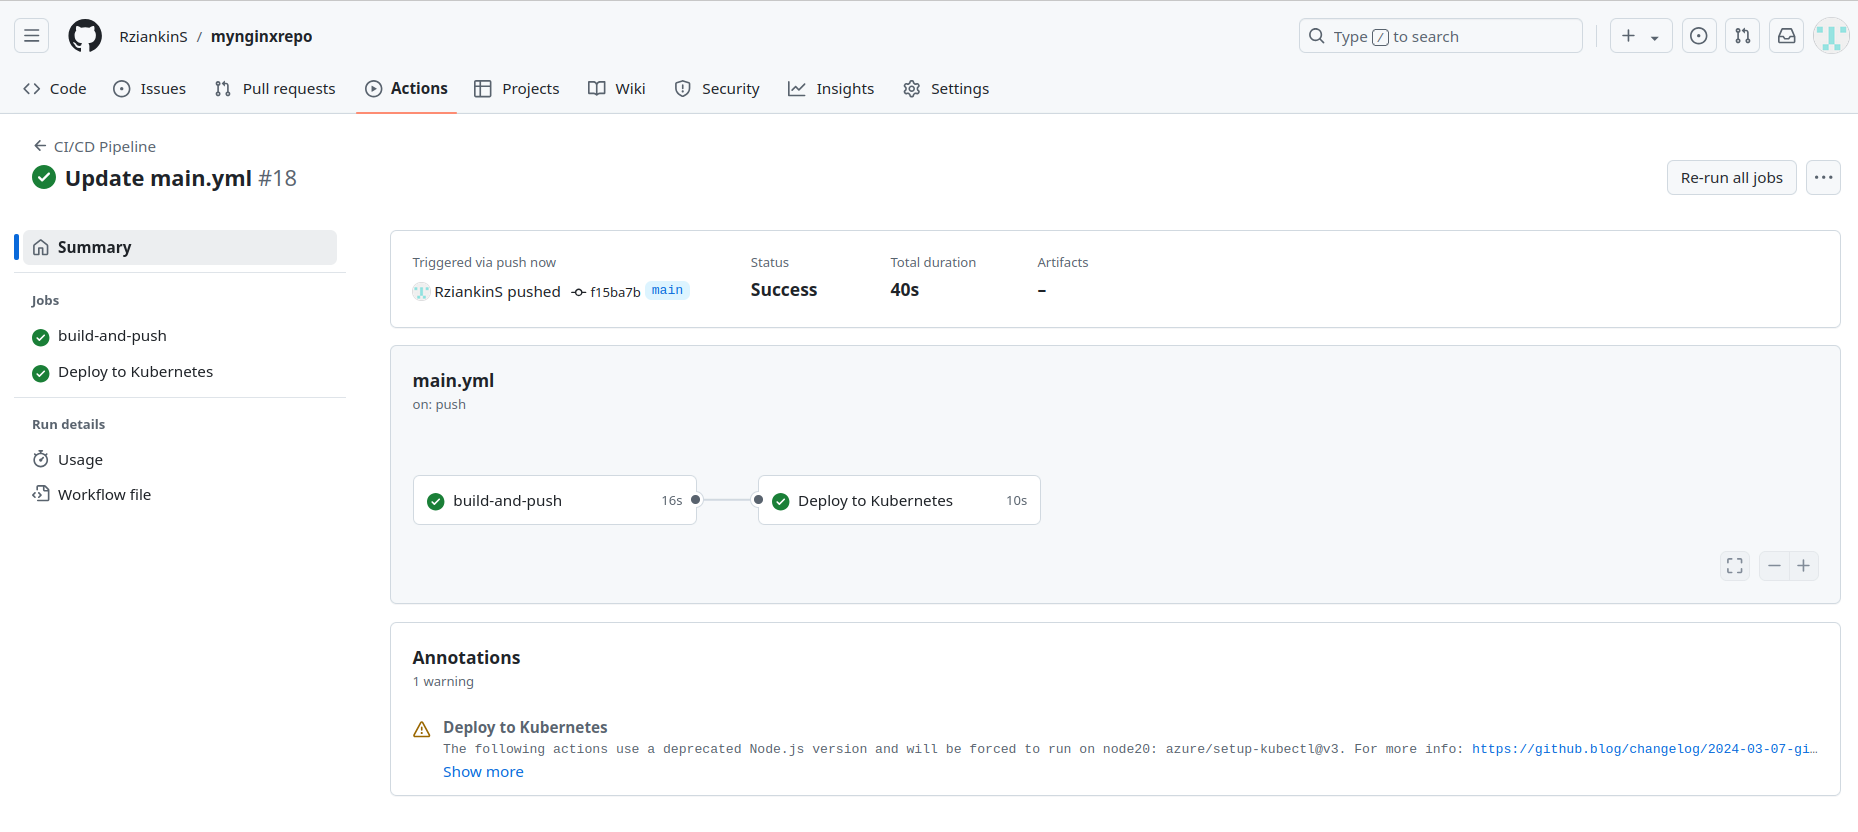 RziankinS / mynginxrepo
Type / to search
Code Issues Pull requests Actions Projects Wiki Security Insights Settings
CI/CD Pipeline
Update main.yml #18
Re-run all jobs
Summary
Jobs
build-and-push
Deploy to Kubernetes
Run details
Usage
Workflow file
Triggered via push now Status Total duration Artifacts
RziankinS pushed f15ba7b main Success 40s –
main.yml
on: push
build-and-push 16s Deploy to Kubernetes 10s
Annotations
1 warning
Deploy to Kubernetes
The following actions use a deprecated Node.js version and will be forced to run on node20: azure/setup-kubectl@v3. For more info: https://github.blog/changelog/2024-03-07-gi…
Show more